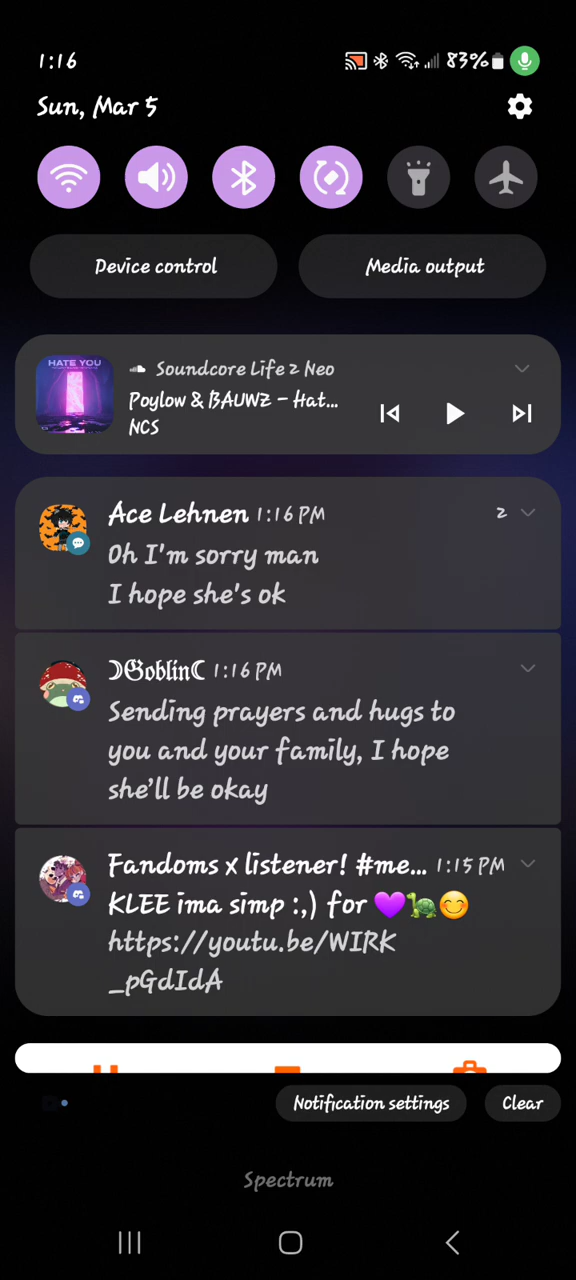 1:16
83%
Sun, Mar 5
Device control
Media output
HATE YOU
Soundcore Life 2 Neo
Poylow & BAUWZ - Hat...
NCS
Ace Lehnen 1:16 PM
2
Oh I'm sorry man
I hope she's ok
☽𝕲𝖔𝖇𝖑𝖎𝖓☾ 1:16 PM
Sending prayers and hugs to
you and your family, I hope
she'll be okay
Fandoms x listener! #me... 1:15 PM
KLEE ima simp :,) for 💜🐢😊
https://youtu.be/WIRK
_pGdIdA
Notification settings
Clear
Spectrum